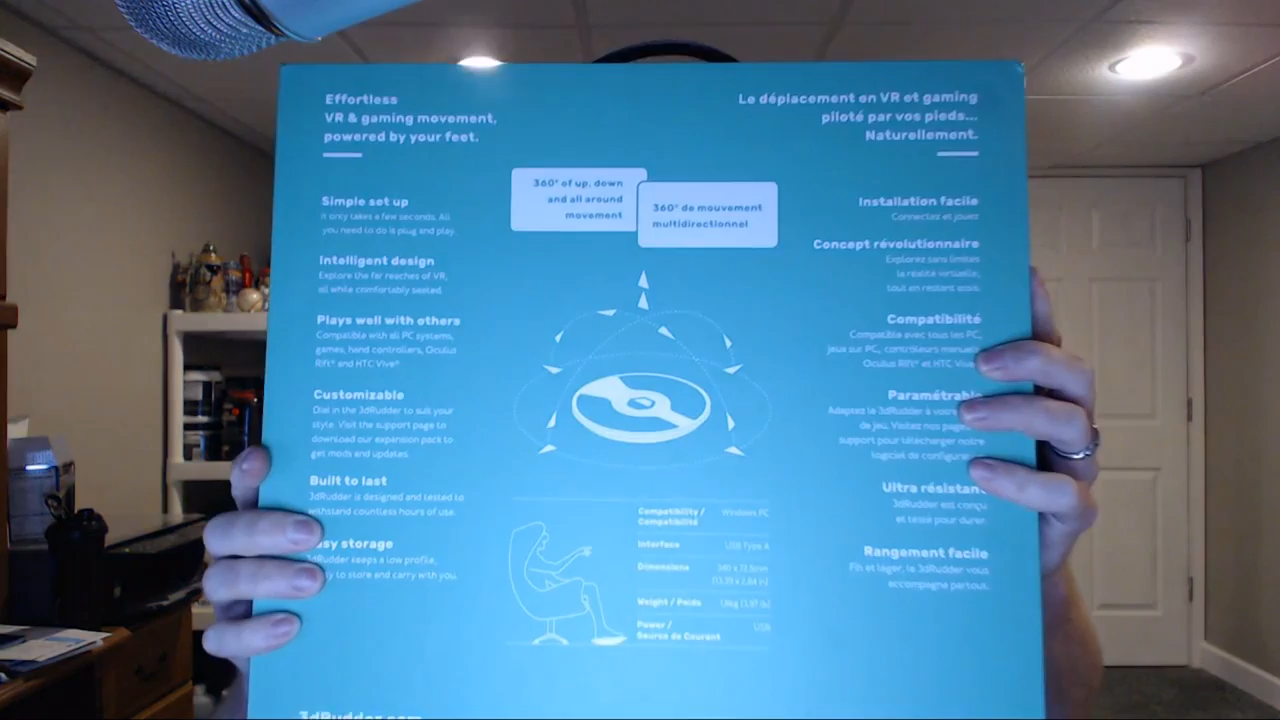 Effortless
VR & gaming movement,
powered by your feet.
Simple set up
It only takes a few seconds. All
you need to do is plug and play.
Intelligent design
Explore the far reaches of VR,
all while comfortably seated.
Plays well with others
Compatible with all PC systems,
games, hand controllers, Oculus
Rift® and HTC Vive®
Customizable
Dial in the 3dRudder to suit your
style. Visit the support page to
download our expansion pack to
get mods and updates.
Built to last
3dRudder is designed and tested to
withstand countless hours of use.
asy storage
Rudder keeps a low profile,
to store and carry with you.
3dRudder.com
360° of up, down
and all around
movement
360° de mouvement
multidirectionnel
Compatibility /
Compatibilité
Windows PC
Interface
USB Type A
Dimensions
Weight / Poids
Power /
Source de Courant
USB
Le déplacement en VR et gaming
piloté par vos pieds...
Naturellement.
Installation facile
Connectez et jouez
Concept révolutionnaire
Explorez sans limites
la réalité virtuelle,
tout en restant assis.
Compatibilité
Compatible avec tous les PC,
jeux sur PC, contrôleurs manuels
Oculus Rift® et HTC Vive
Paramétrable
Adaptez le 3dRudder à votre
de jeu. Visitez nos pages
support pour télécharger notre
logiciel de configur
Ultra résistant
3dRudder est conçu
et testé pour durer.
Rangement facile
Fin et léger, le 3dRudder vous
accompagne partout.